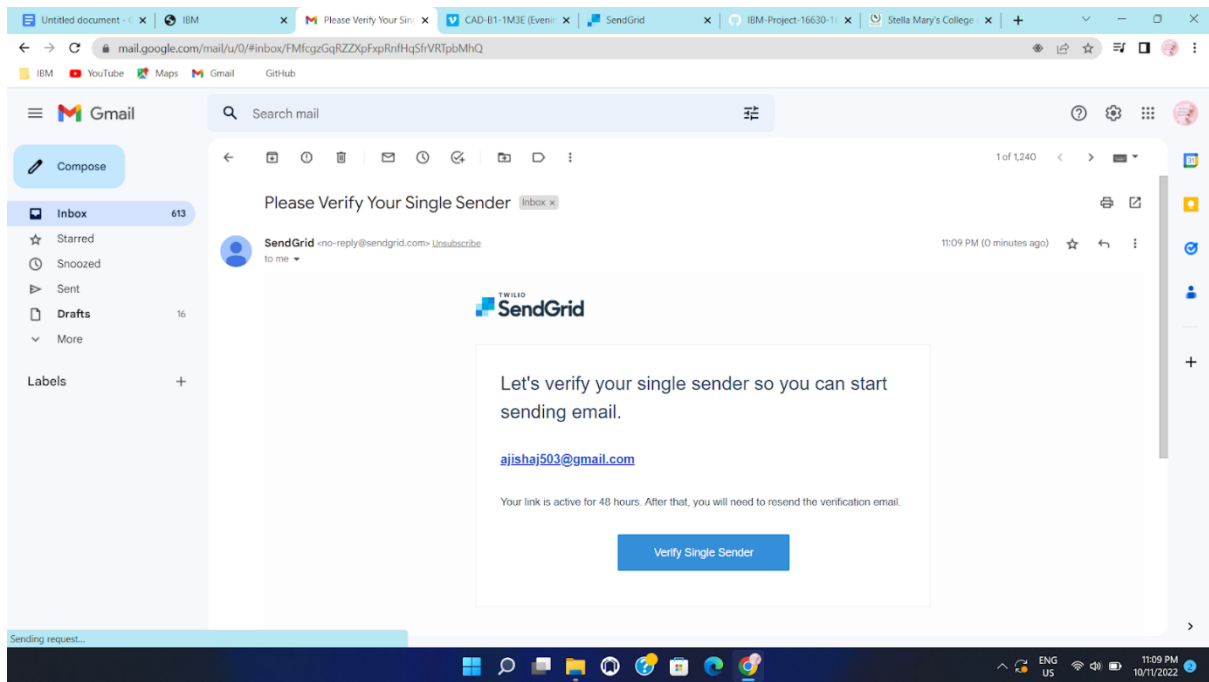 Untitled document - G
IBM
Please Verify Your Sing
CAD-B1-1M3E (Evenin
SendGrid
IBM-Project-16630-1
Stella Mary's College
mail.google.com/mail/u/0/#inbox/FMfcgzGqRZZXpFxpRnfHqSfrVRTpbMhQ
IBM
YouTube
Maps
Gmail
GitHub
Gmail
Search mail
Compose
1 of 1,240
Inbox 613
Starred
Snoozed
Sent
Drafts 16
More
Labels
Please Verify Your Single Sender Inbox x
SendGrid <no-reply@sendgrid.com> Unsubscribe
11:09 PM (0 minutes ago)
to me
TWILIO
SendGrid
Let's verify your single sender so you can start
sending email.
ajishaj503@gmail.com
Your link is active for 48 hours. After that, you will need to resend the verification email.
Verify Single Sender
31
Sending request...
ENG
US
11:09 PM
10/11/2022
2